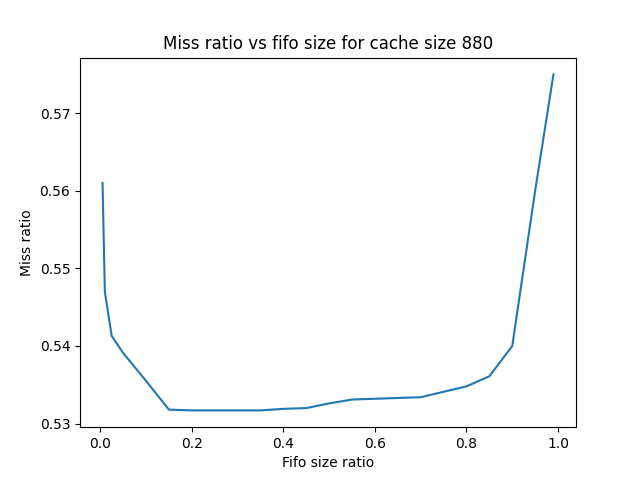 Miss ratio vs fifo size for cache size 880
0.57
0.56
0.55
0.54
0.53
Miss ratio
0.0 0.2 0.4 0.6 0.8 1.0
Fifo size ratio